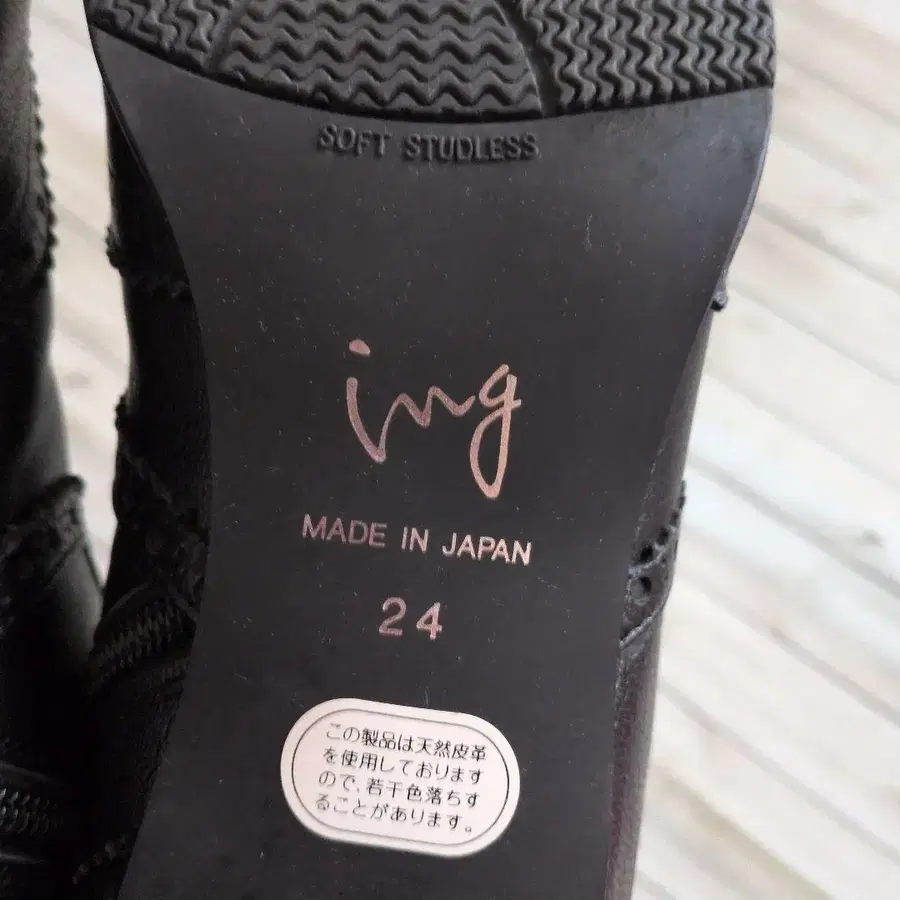 SOFT STUDLESS
ing
MADE IN JAPAN
24
この製品は天然皮革
を使用しております
ので、若干色落ちす
ることがあります。